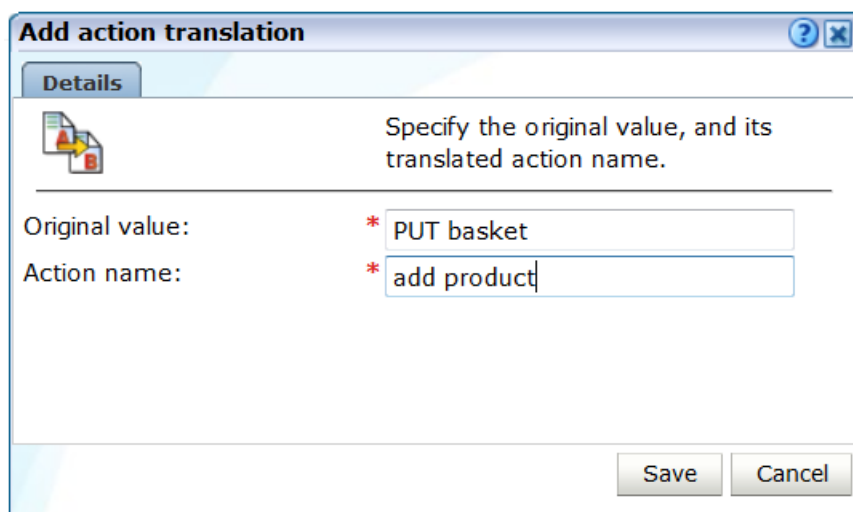 Add action translation
Details
A
B
Specify the original value, and its
translated action name.
Original value: * PUT basket
Action name: * add product
Save Cancel